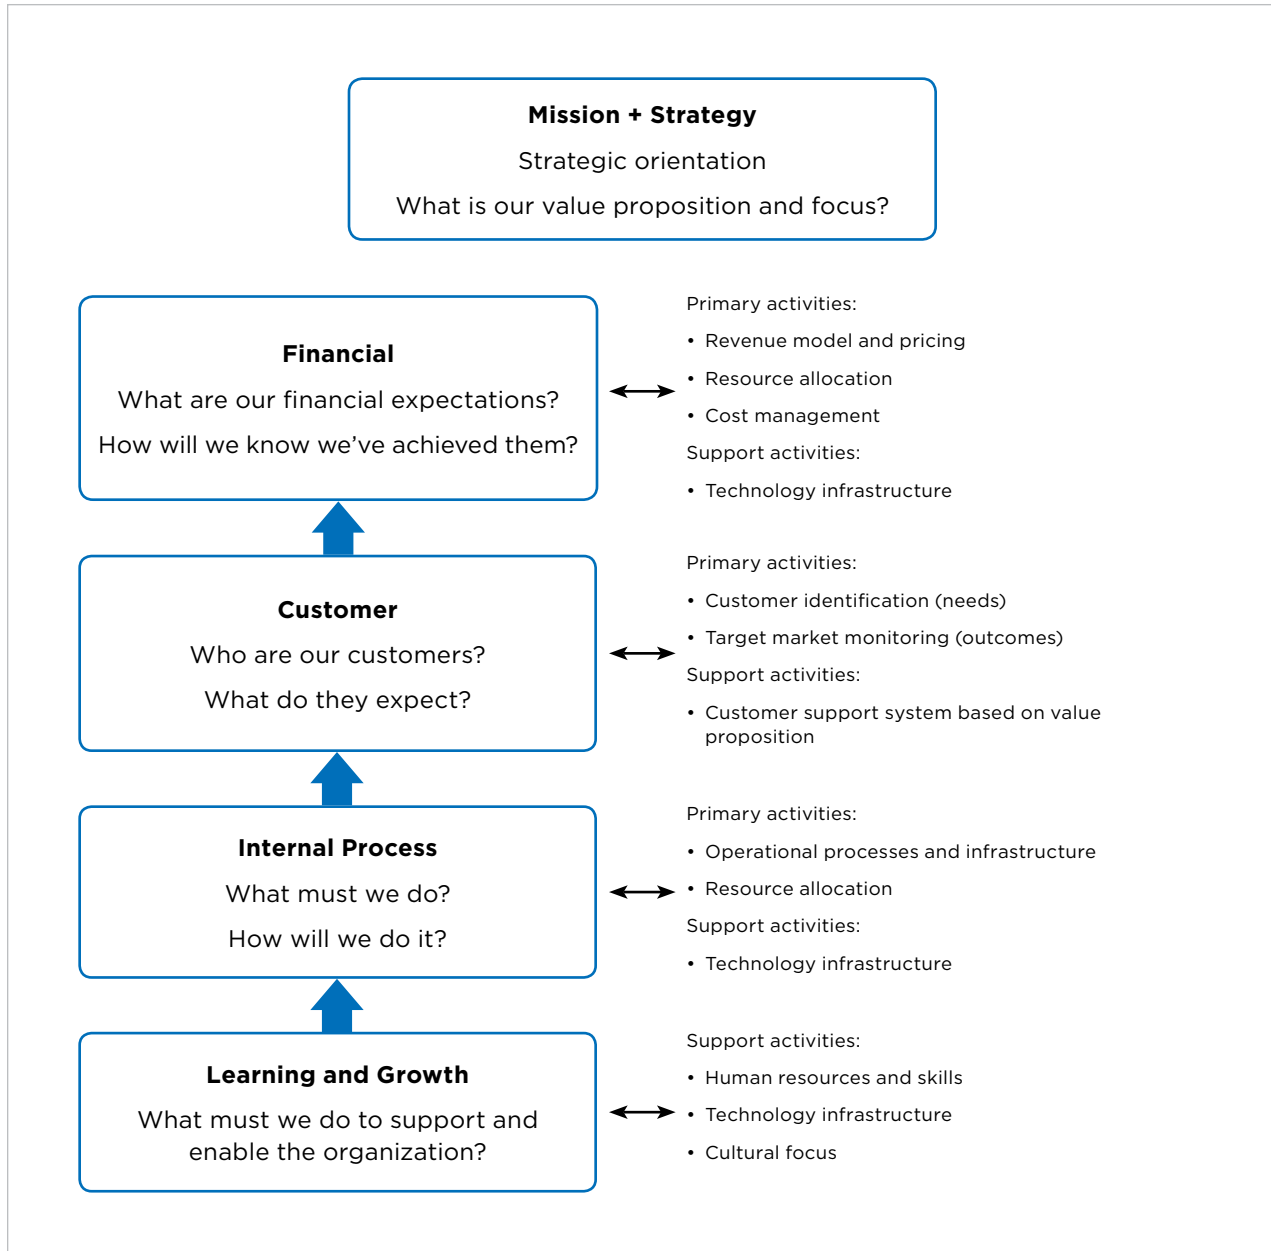 Mission + Strategy
Strategic orientation
What is our value proposition and focus?
Financial
What are our financial expectations?
How will we know we’ve achieved them?
Primary activities:
• Revenue model and pricing
• Resource allocation
• Cost management
Support activities:
• Technology infrastructure
Customer
Who are our customers?
What do they expect?
Primary activities:
• Customer identification (needs)
• Target market monitoring (outcomes)
Support activities:
• Customer support system based on value
proposition
Internal Process
What must we do?
How will we do it?
Primary activities:
• Operational processes and infrastructure
• Resource allocation
Support activities:
• Technology infrastructure
Learning and Growth
What must we do to support and
enable the organization?
Support activities:
• Human resources and skills
• Technology infrastructure
• Cultural focus